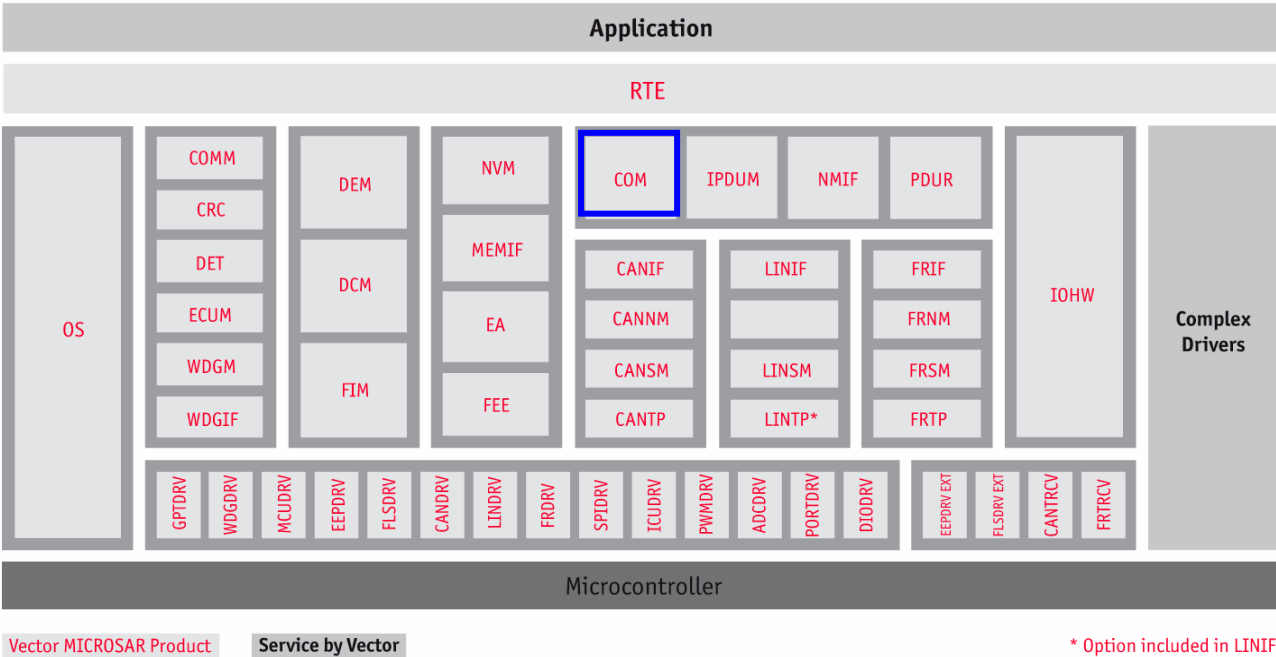 Application
RTE
OS
COMM
CRC
DET
ECUM
WDGM
WDGIF
DEM
DCM
FIM
NVM
MEMIF
EA
FEE
COM
IPDUM
NMIF
PDUR
CANIF
CANNM
CANSM
CANTP
LINIF
LINSM
LINTP*
FRIF
FRNM
FRSM
FRTP
IOHW
Complex
Drivers
GPTDRV
WDGDRV
MCUDRV
EEPDRV
FLSDRV
CANDRV
LINDRV
FRDRV
SPIDRV
ICUDRV
PWMDRV
ADCDRV
PORTDRV
DIODRV
EEPDRV EXT
FLSDRV EXT
CANTRCV
FRTRCV
Microcontroller
Vector MICROSAR Product
Service by Vector
* Option included in LINIF